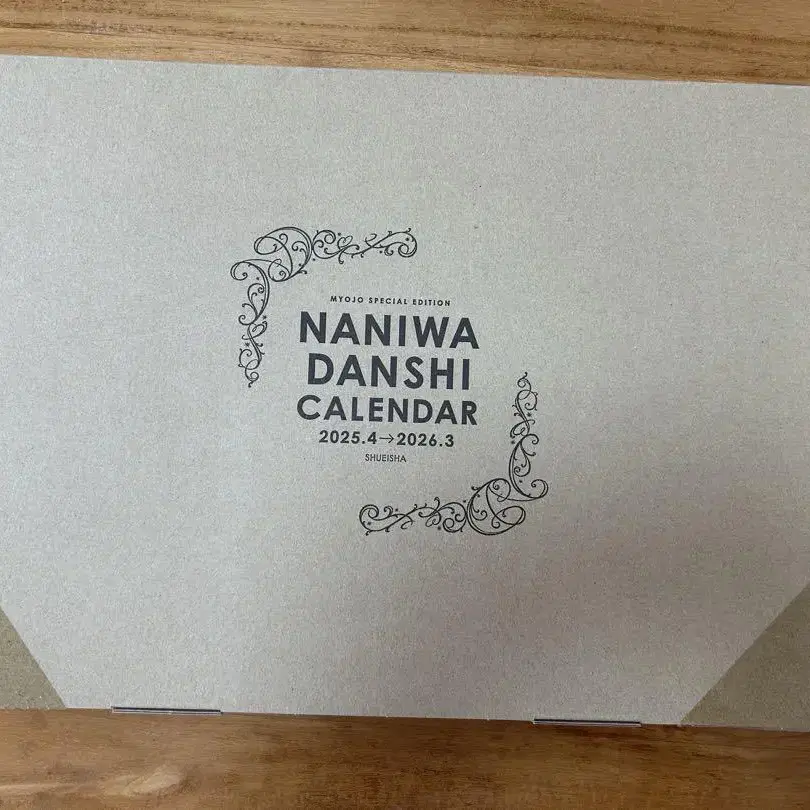 MYOJO SPECIAL EDITION
NANIWA
DANSHI
CALENDAR
2025.4→2026.3
SHUEISHA